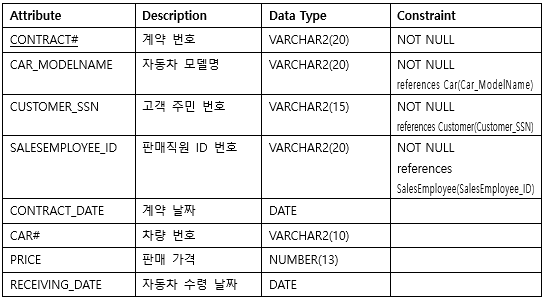 Attribute Description Data Type Constraint
CONTRACT# 계약 번호 VARCHAR2(20) NOT NULL
CAR_MODELNAME 자동차 모델명 VARCHAR2(20) NOT NULL
references Car(Car_ModelName)
CUSTOMER_SSN 고객 주민 번호 VARCHAR2(15) NOT NULL
references Customer(Customer_SSN)
SALESEMPLOYEE_ID 판매직원 ID 번호 VARCHAR2(20) NOT NULL
references
SalesEmployee(SalesEmployee_ID)
CONTRACT_DATE 계약 날짜 DATE
CAR# 차량 번호 VARCHAR2(10)
PRICE 판매 가격 NUMBER(13)
RECEIVING_DATE 자동차 수령 날짜 DATE